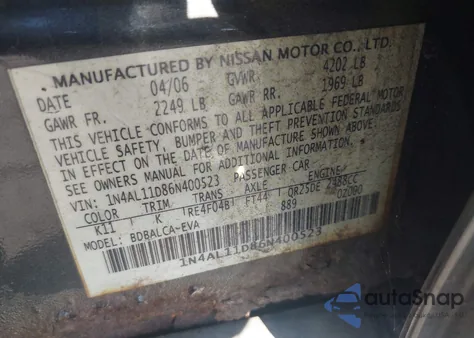 MANUFACTURED BY NISSAN MOTOR CO., LTD.
DATE 04/06 GVWR 4202 LB
GAWR FR. 2249 LB GAWR RR. 1969 LB
THIS VEHICLE CONFORMS TO ALL APPLICABLE FEDERAL MOTOR
VEHICLE SAFETY, BUMPER AND THEFT PREVENTION STANDARDS
IN EFFECT ON THE DATE OF MANUFACTURE SHOWN ABOVE.
SEE OWNERS MANUAL FOR ADDITIONAL INFORMATION.
VIN: 1N4AL11D86N400523 PASSENGER CAR
COLOR TRIM TRANS AXLE ENGINE
K11 K RE4F04B FT44 QR25DE 2488CC
MODEL: BDBALCA-EVA 889
1N4AL11D86N400523
autoSnap